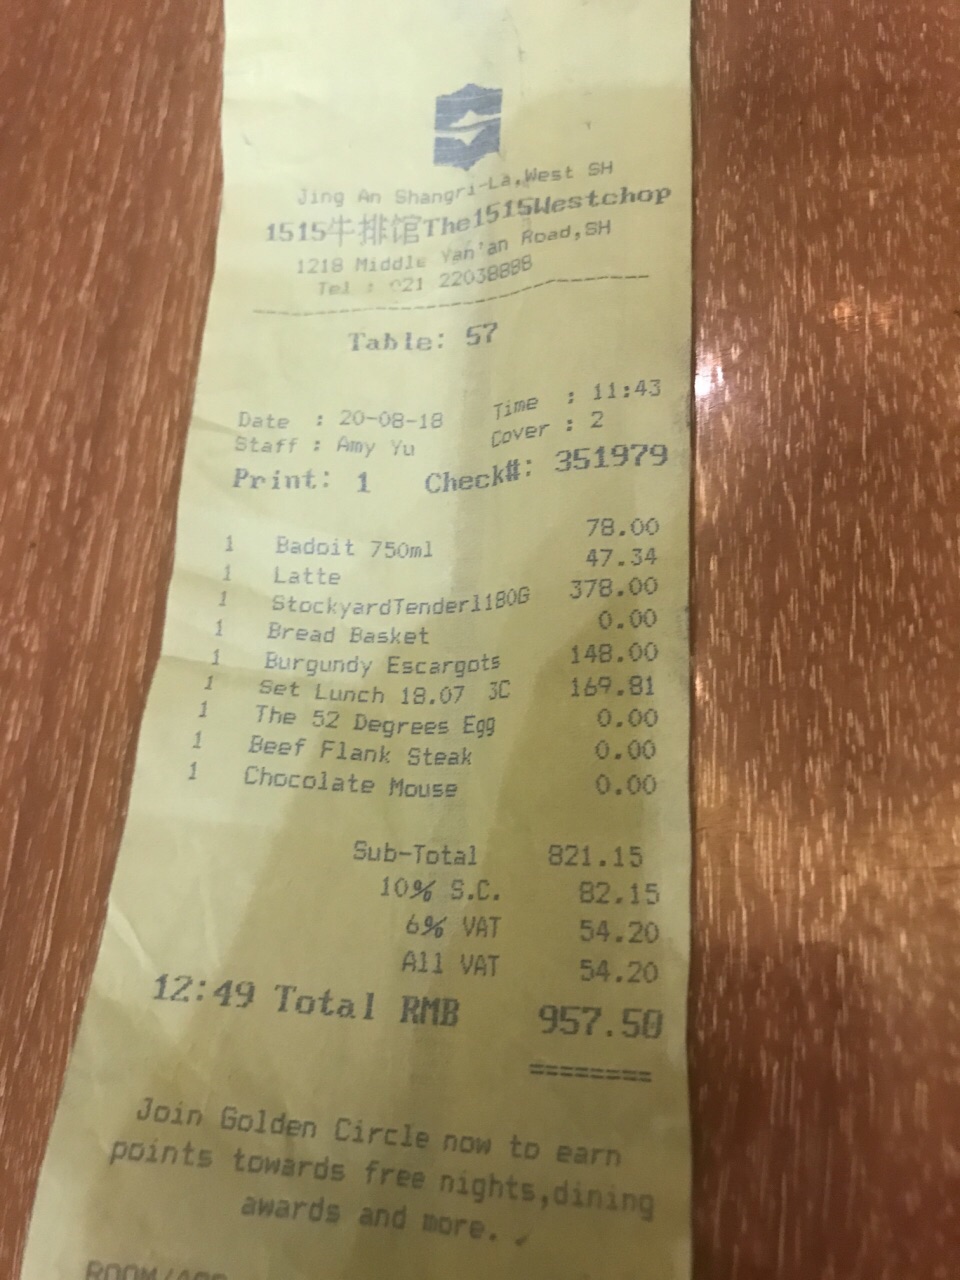 Jing An Shangri-La,West SH
1515牛排馆The1515Westchop
1218 Middle Yan'an Road,SH
Tel : 021 22038888
Table: 57
Date : 20-08-18 Time : 11:43
Staff : Amy Yu Cover : 2
Print: 1 Check#: 351979
1 Badoit 750ml 78.00
1 Latte 47.34
1 StockyardTenderl180G 378.00
1 Bread Basket 0.00
1 Burgundy Escargots 148.00
1 Set Lunch 18.07 3C 169.81
1 The 52 Degrees Egg 0.00
1 Beef Flank Steak 0.00
1 Chocolate Mouse 0.00
Sub-Total 821.15
10% S.C. 82.15
6% VAT 54.20
All VAT 54.20
12:49 Total RMB 957.50
========
Join Golden Circle now to earn
points towards free nights,dining
awards and more.